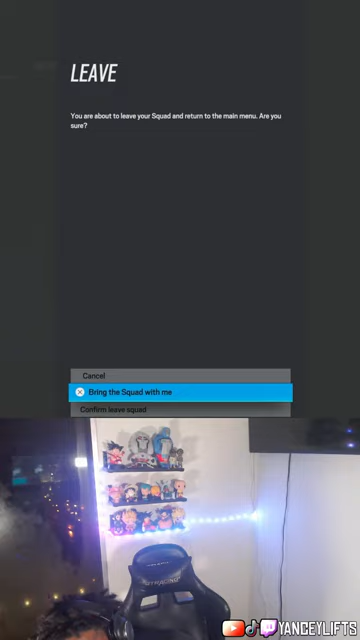 LEAVE
You are about to leave your Squad and return to the main menu. Are you
sure?
Cancel
Bring the Squad with me
Confirm leave squad
GTRACING
YANCEYLIFTS